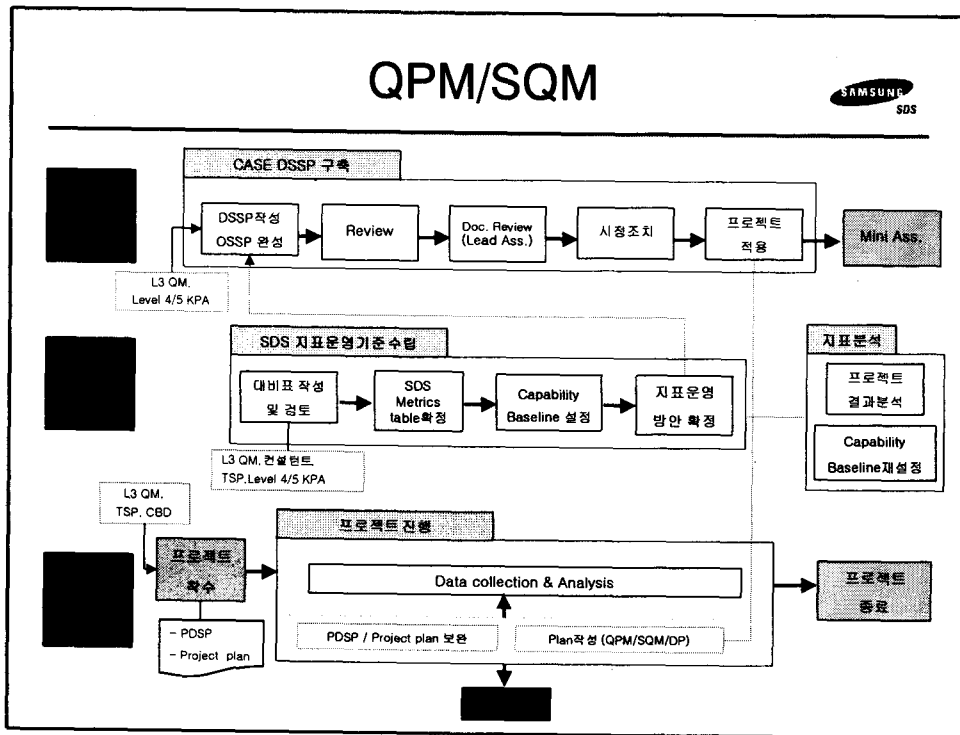 QPM/SQM
SAMSUNG
SDS
CASE DSSP 구축
DSSP작성
OSSP 완성
Review
Doc. Review
(Lead Ass.)
시정조치
프로젝트
적용
Mini Ass.
L3 QM.
Level 4/5 KPA
SDS 지표운영기준수립
대비표 작성
및 검토
SDS
Metrics
table확정
Capability
Baseline 설정
지표운영
방안 확정
L3 QM.컨설턴트
TSP.Level 4/5 KPA
지표분석
프로젝트
결과분석
Capability
Baseline재설정
L3 QM.
TSP. CBD
프로젝트
착수
- PDSP
- Project plan
프로젝트 진행
Data collection & Analysis
PDSP / Project plan 보완
Plan작성 (QPM/SQM/DP)
프로젝트
종료